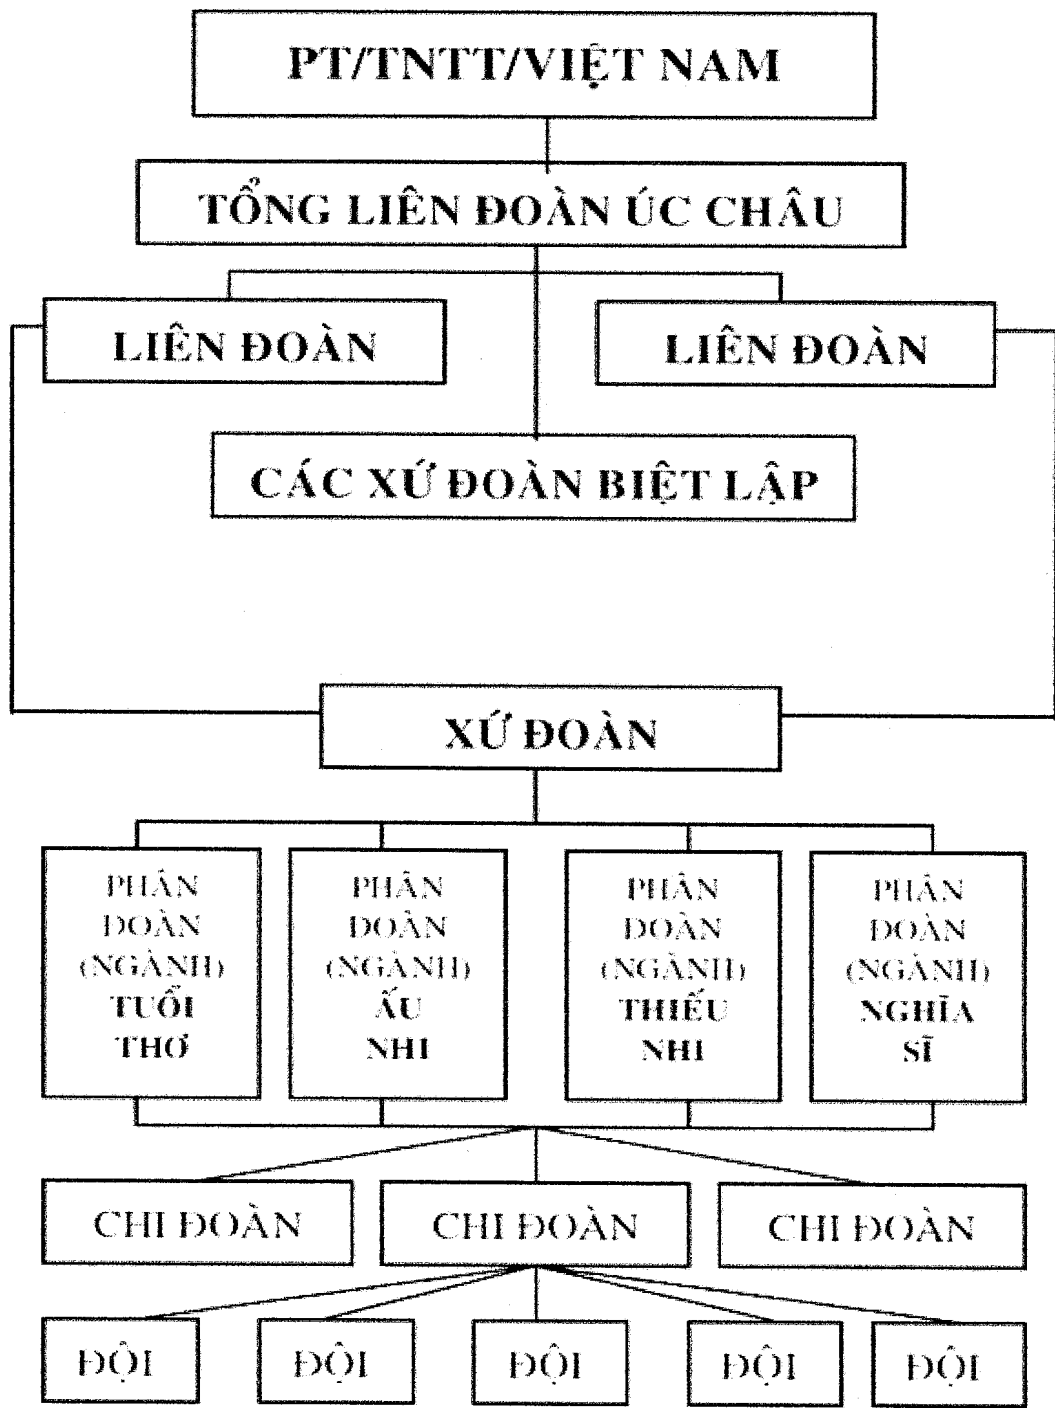 PT/TNTT/VIỆT NAM
TỔNG LIÊN ĐOÀN ÚC CHÂU
LIÊN ĐOÀN
LIÊN ĐOÀN
CÁC XỨ ĐOÀN BIỆT LẬP
XỨ ĐOÀN
PHÂN
ĐOÀN
(NGÀNH)
TUỔI
THƠ
PHÂN
ĐOÀN
(NGÀNH)
ẤU
NHI
PHÂN
ĐOÀN
(NGÀNH)
THIẾU
NHI
PHÂN
ĐOÀN
(NGÀNH)
NGHĨA
SĨ
CHI ĐOÀN
CHI ĐOÀN
CHI ĐOÀN
ĐỘI
ĐỘI
ĐỘI
ĐỘI
ĐỘI